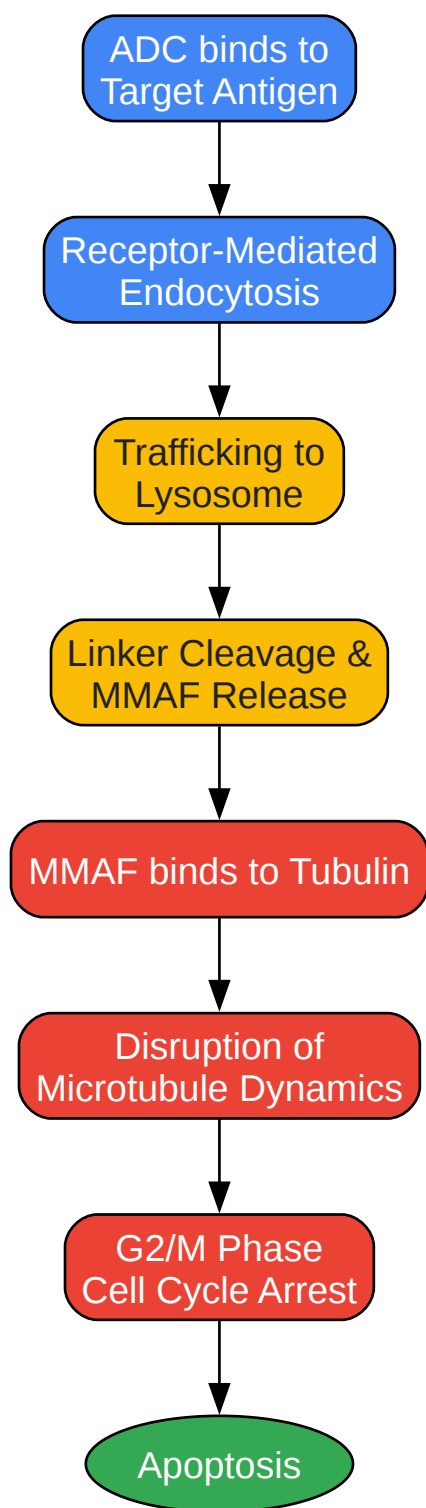 ADC binds to
Target Antigen
Receptor-Mediated
Endocytosis
Trafficking to
Lysosome
Linker Cleavage &
MMAF Release
MMAF binds to Tubulin
Disruption of
Microtubule Dynamics
G2/M Phase
Cell Cycle Arrest
Apoptosis